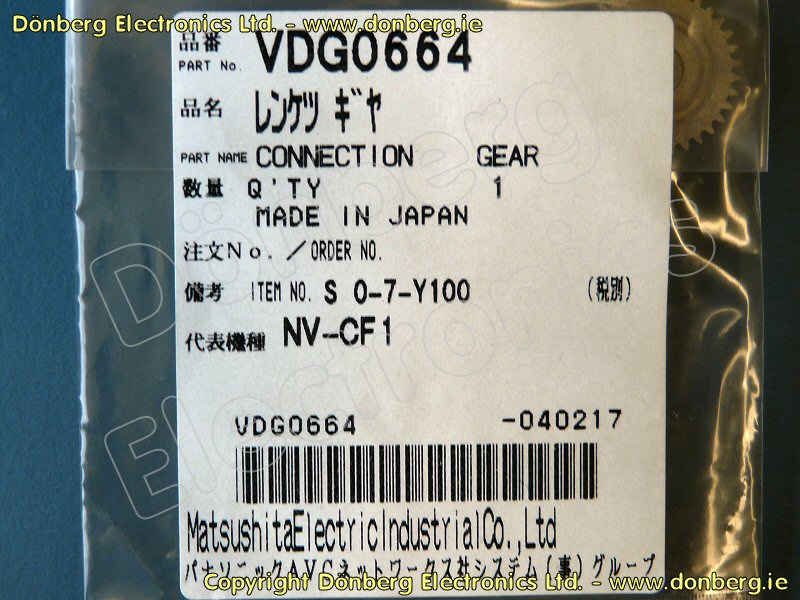 Dönberg Electronics Ltd. - www.donberg.ie
品番
PART No. VDG0664
品名 レンケツ ギヤ
PART NAME CONNECTION GEAR
数量 Q'TY 1
MADE IN JAPAN
注文No. / ORDER NO.
備考 ITEM NO. S 0-7-Y100 (税別)
代表機種 NV-CF1
VDG0664 -040217
MatsushitaElectricIndustrialCo.,Ltd
パナソニックAVCネットワークス社システム(事)グループ
Copyright Dönberg Electronics Ltd. - www.donberg.ie
Dönberg
Electronics